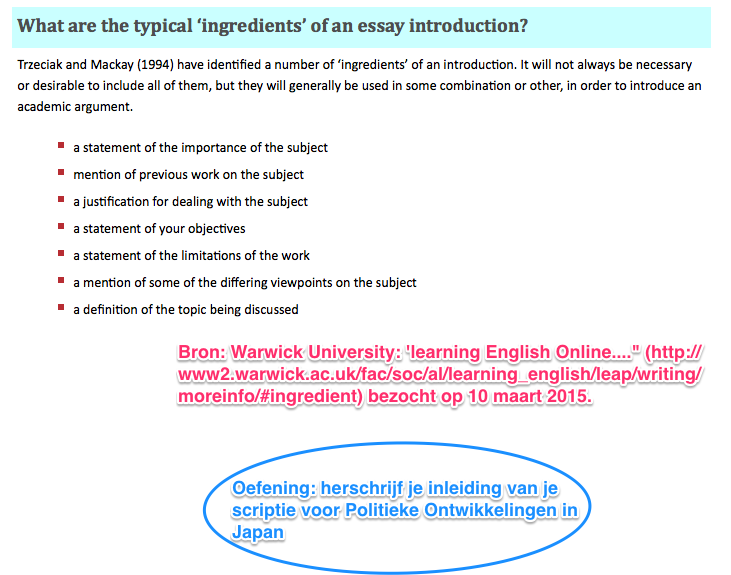 What are the typical ‘ingredients’ of an essay introduction?
Trzeciak and Mackay (1994) have identified a number of ‘ingredients’ of an introduction. It will not always be necessary
or desirable to include all of them, but they will generally be used in some combination or other, in order to introduce an
academic argument.
a statement of the importance of the subject
mention of previous work on the subject
a justification for dealing with the subject
a statement of your objectives
a statement of the limitations of the work
a mention of some of the differing viewpoints on the subject
a definition of the topic being discussed
Bron: Warwick University: 'learning English Online...." (http://
www2.warwick.ac.uk/fac/soc/al/learning_english/leap/writing/
moreinfo/#ingredient) bezocht op 10 maart 2015.
Oefening: herschrijf je inleiding van je
scriptie voor Politieke Ontwikkelingen in
Japan